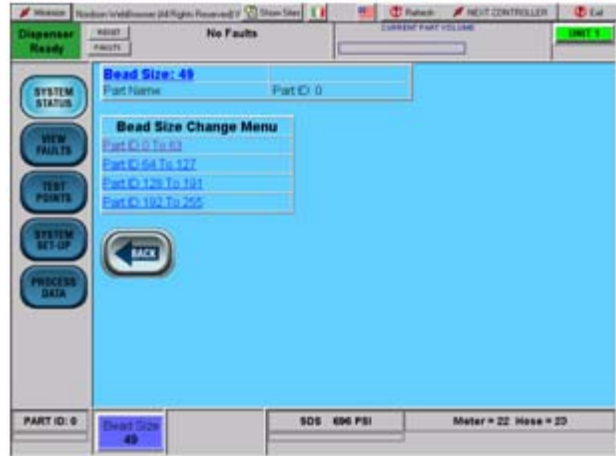 Minimize
Nordson WebBrowser (All Rights Reserved) V
Show Sites
Refresh
NEXT CONTROLLER
Exit
Dispenser
Ready
RESET
FAULTS
No Faults
CURRENT PART VOLUME
UNIT 1
SYSTEM
STATUS
VIEW
FAULTS
TEST
POINTS
SYSTEM
SET-UP
PROCESS
DATA
Bead Size: 49
Part Name Part ID: 0
Bead Size Change Menu
Part ID 0 To 63
Part ID 64 To 127
Part ID 128 To 191
Part ID 192 To 255
BACK
PART ID: 0
Bead Size
49
SDS 696 PSI
Meter = 22 Hose = 23